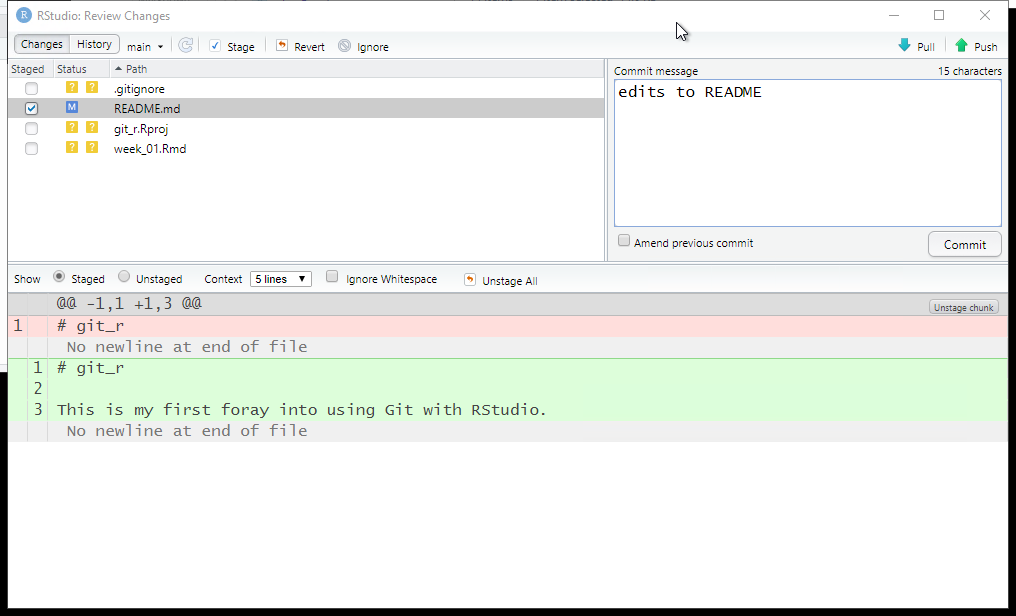 R RStudio: Review Changes
Changes History main Stage Revert Ignore Pull Push
Staged Status Path
? ? .gitignore
M README.md
? ? git_r.Rproj
? ? week_01.Rmd
Commit message 15 characters
edits to README
Amend previous commit Commit
Show Staged Unstaged Context 5 lines Ignore Whitespace Unstage All
@@ -1,1 +1,3 @@ Unstage chunk
1 # git_r
No newline at end of file
1 # git_r
2
3 This is my first foray into using Git with RStudio.
No newline at end of file